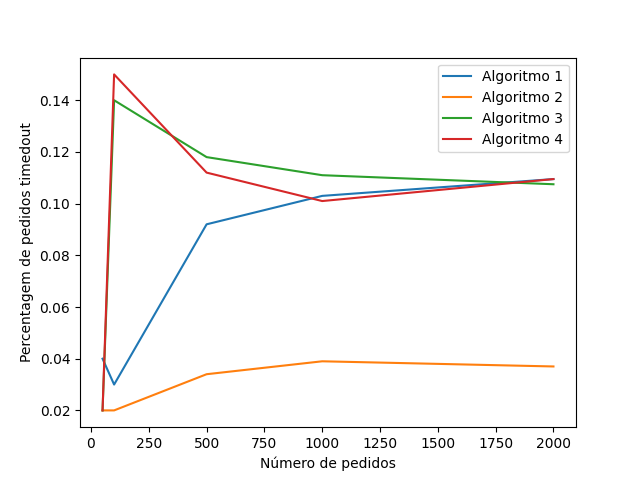 Algoritmo 1
Algoritmo 2
Algoritmo 3
Algoritmo 4
0.14
0.12
0.10
0.08
0.06
0.04
0.02
Percentagem de pedidos timedout
0 250 500 750 1000 1250 1500 1750 2000
Número de pedidos